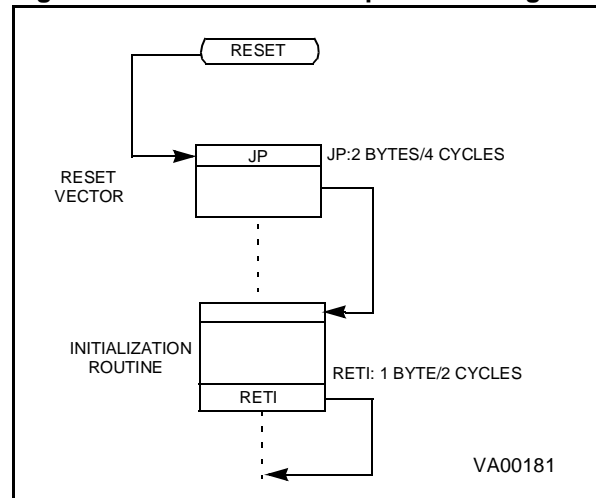 RESET
JP
JP:2 BYTES/4 CYCLES
RESET
VECTOR
INITIALIZATION
ROUTINE
RETI: 1 BYTE/2 CYCLES
RETI
VA00181